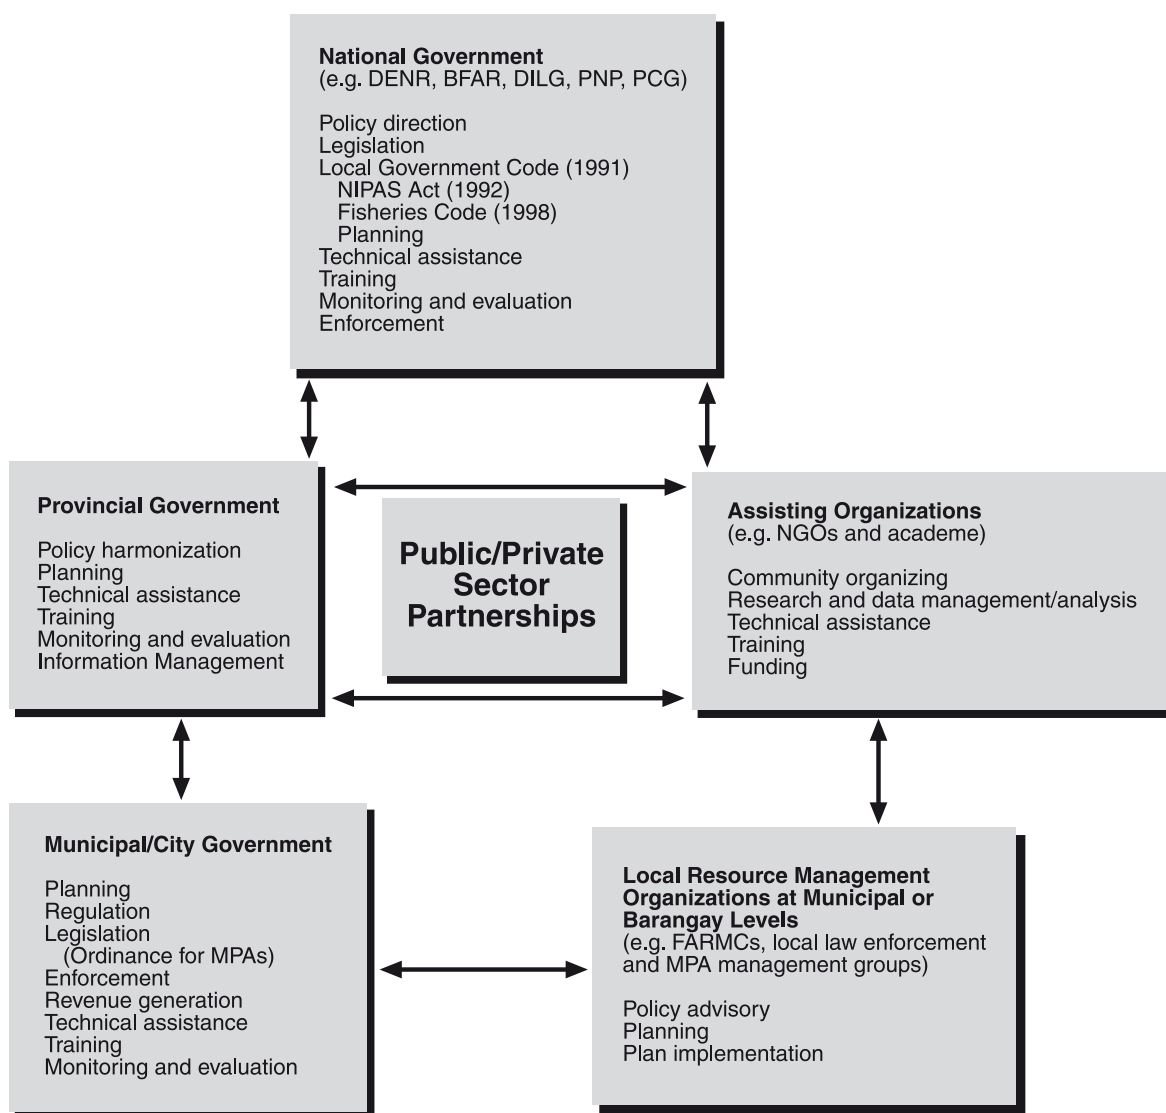 National Government
(e.g. DENR, BFAR, DILG, PNP, PCG)
Policy direction
Legislation
Local Government Code (1991)
NIPAS Act (1992)
Fisheries Code (1998)
Planning
Technical assistance
Training
Monitoring and evaluation
Enforcement
Provincial Government
Policy harmonization
Planning
Technical assistance
Training
Monitoring and evaluation
Information Management
Public/Private
Sector
Partnerships
Assisting Organizations
(e.g. NGOs and academe)
Community organizing
Research and data management/analysis
Technical assistance
Training
Funding
Municipal/City Government
Planning
Regulation
Legislation
(Ordinance for MPAs)
Enforcement
Revenue generation
Technical assistance
Training
Monitoring and evaluation
Local Resource Management
Organizations at Municipal or
Barangay Levels
(e.g. FARMCs, local law enforcement
and MPA management groups)
Policy advisory
Planning
Plan implementation